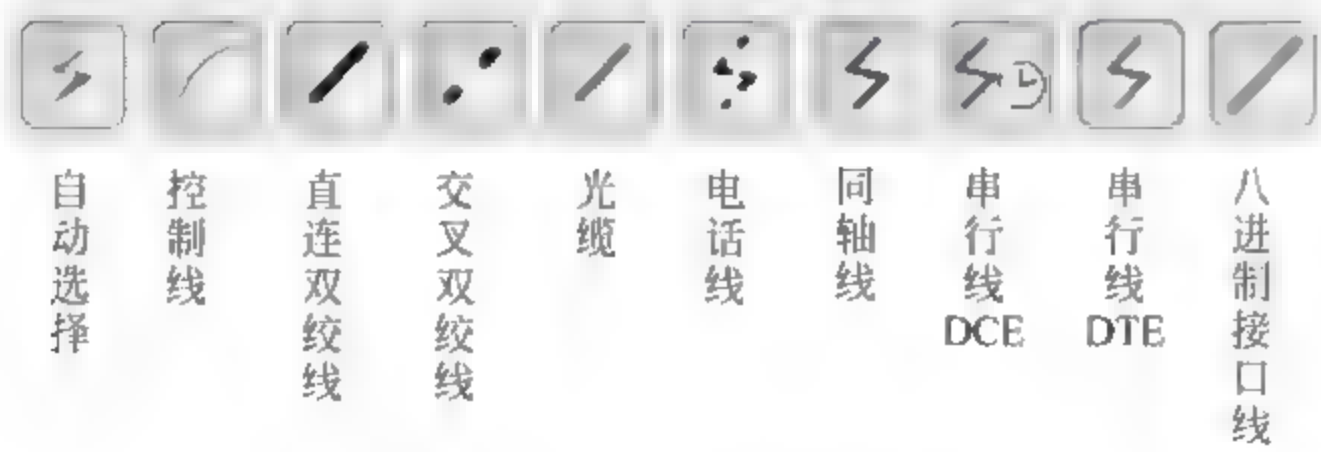 自动选择
控制线
直连双绞线
交叉双绞线
光缆
电话线
同轴线
串行线DCE
串行线DTE
八进制接口线